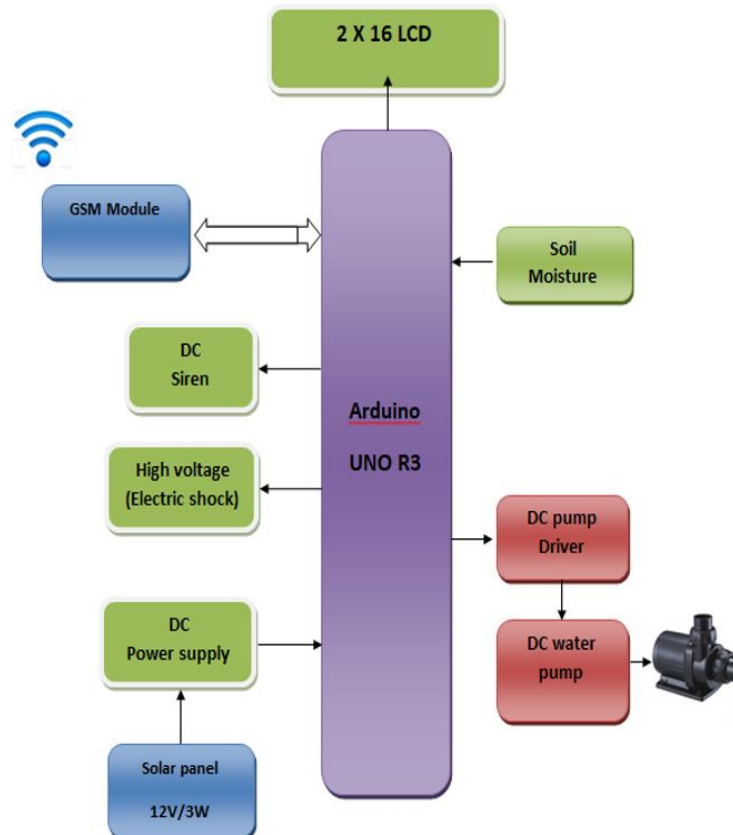 2 X 16 LCD
GSM Module
Soil
Moisture
DC
Siren
Arduino
UNO R3
High voltage
(Electric shock)
DC pump
Driver
DC
Power supply
DC water
pump
Solar panel
12V/3W